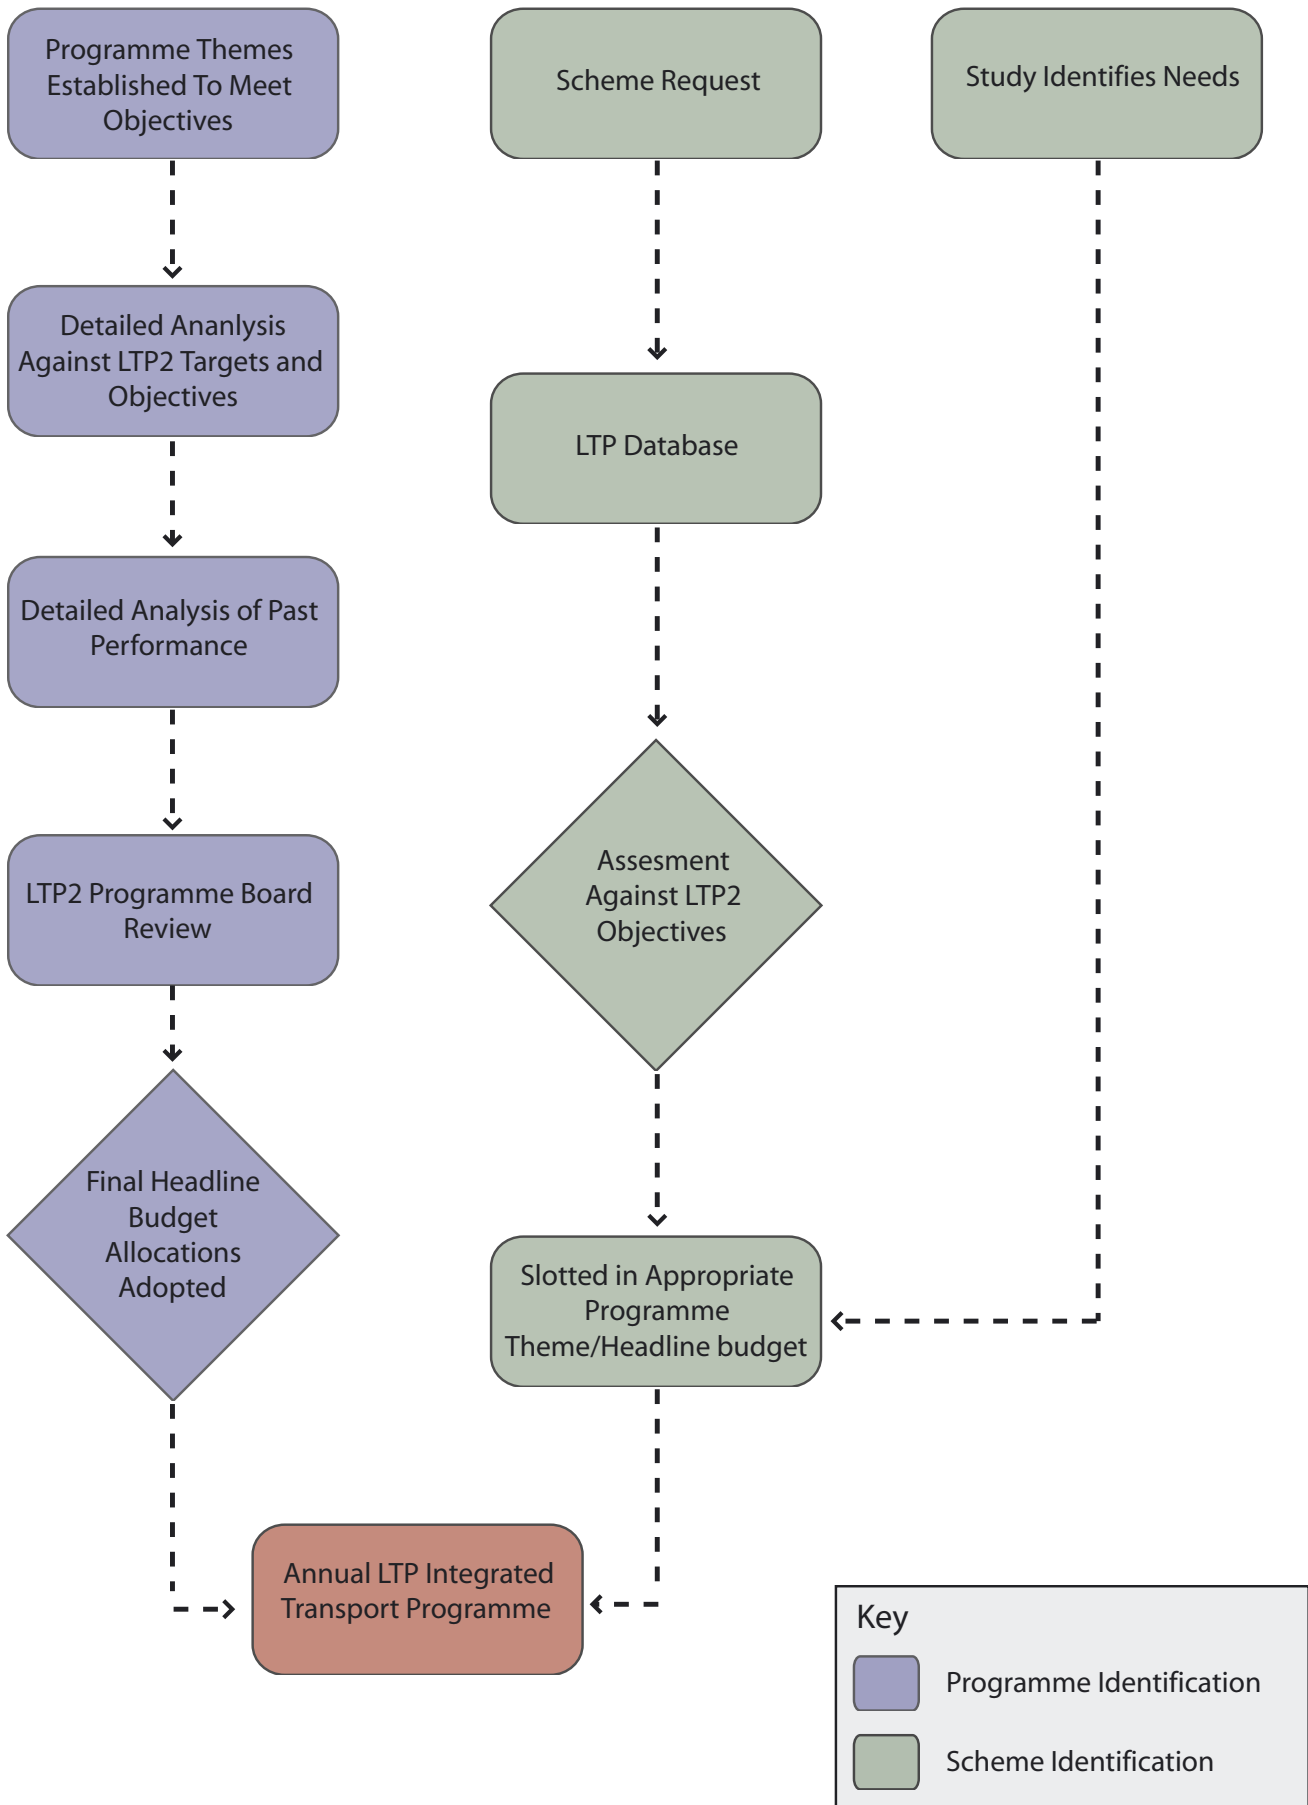 Programme Themes
Established To Meet
Objectives
Detailed Ananlysis
Against LTP2 Targets and
Objectives
Detailed Analysis of Past
Performance
LTP2 Programme Board
Review
Final Headline
Budget
Allocations
Adopted
Scheme Request
LTP Database
Assesment
Against LTP2
Objectives
Study Identifies Needs
Slotted in Appropriate
Programme
Theme/Headline budget
Annual LTP Integrated
Transport Programme
Key
Programme Identification
Scheme Identification